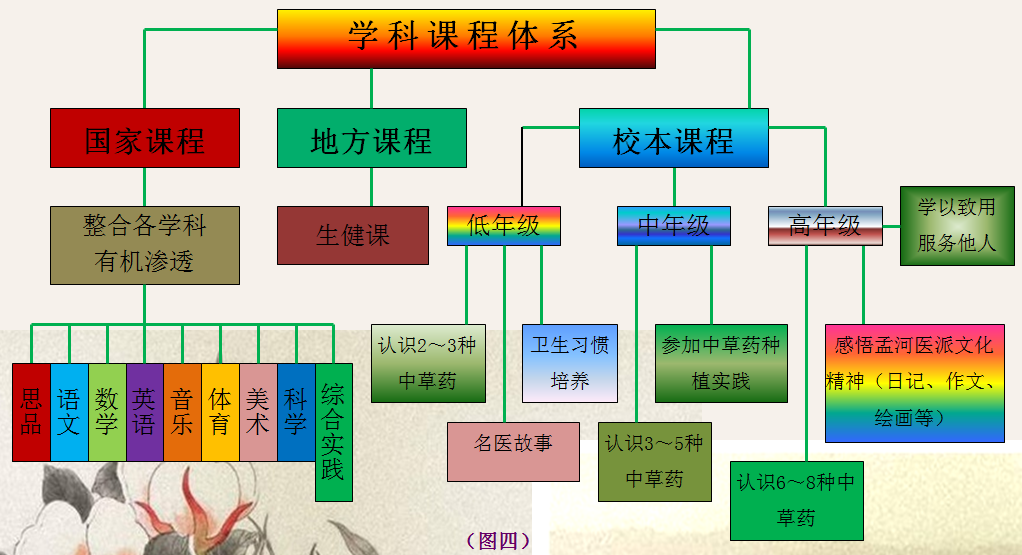 学科课程体系
国家课程
地方课程
校本课程
整合各学科
有机渗透
生健课
低年级
中年级
高年级
学以致用
服务他人
思品
语文
数学
英语
音乐
体育
美术
科学
综合实践
认识2～3种
中草药
卫生习惯
培养
参加中草药种
植实践
感悟孟河医派文化
精神（日记、作文、
绘画等）
名医故事
认识3～5种
中草药
认识6～8种中
草药
（图四）